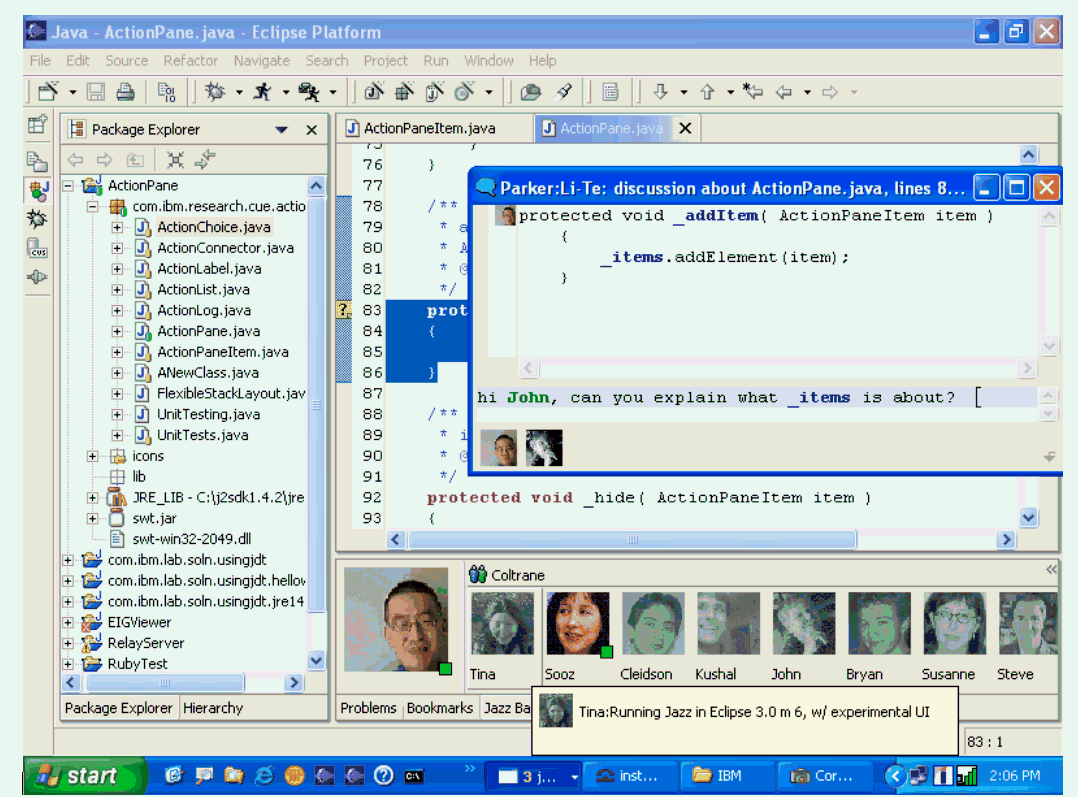 Java - ActionPane.java - Eclipse Platform
File Edit Source Refactor Navigate Search Project Run Window Help
Package Explorer
ActionPane
com.ibm.research.cue.actio
ActionChoice.java
ActionConnector.java
ActionLabel.java
ActionList.java
ActionLog.java
ActionPane.java
ActionPaneItem.java
ANewClass.java
FlexibleStackLayout.jav
UnitTesting.java
UnitTests.java
icons
lib
JRE_LIB - C:\j2sdk1.4.2\jre
swt.jar
swt-win32-2049.dll
com.ibm.lab.soln.usingjdt
com.ibm.lab.soln.usingjdt.hellow
com.ibm.lab.soln.usingjdt.jre14
EIGViewer
RelayServer
RubyTest
Package Explorer Hierarchy
ActionPaneItem.java ActionPane.java
75 }
76 }
77
78 /**
79 * a
80 * A
81 * @
82 */
83 prot
84 {
85
86 }
87
88 /**
89 * i
90 * @
91 */
92 protected void _hide( ActionPaneItem item )
93 {
Parker:Li-Te: discussion about ActionPane.java, lines 8...
protected void _addItem( ActionPaneItem item )
{
_items.addElement(item);
}
hi John, can you explain what _items is about? [
Coltrane
Tina Sooz Cleidson Kushal John Bryan Susanne Steve
Problems Bookmarks Jazz Ba
Tina:Running Jazz in Eclipse 3.0 m 6, w/ experimental UI
83 : 1
start 3 j... inst... IBM Cor... 2:06 PM